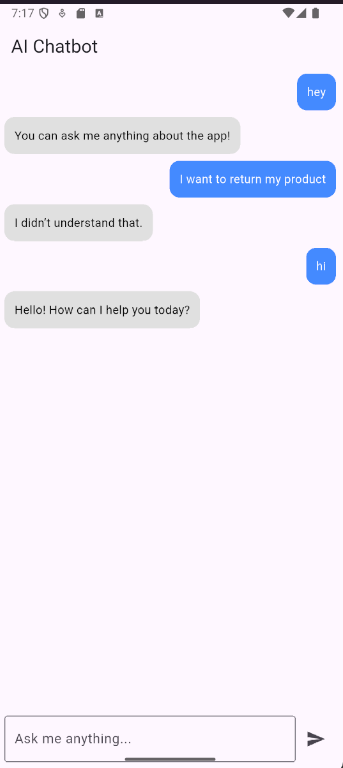 7:17
AI Chatbot
hey
You can ask me anything about the app!
I want to return my product
I didn't understand that.
hi
Hello! How can I help you today?
Ask me anything...